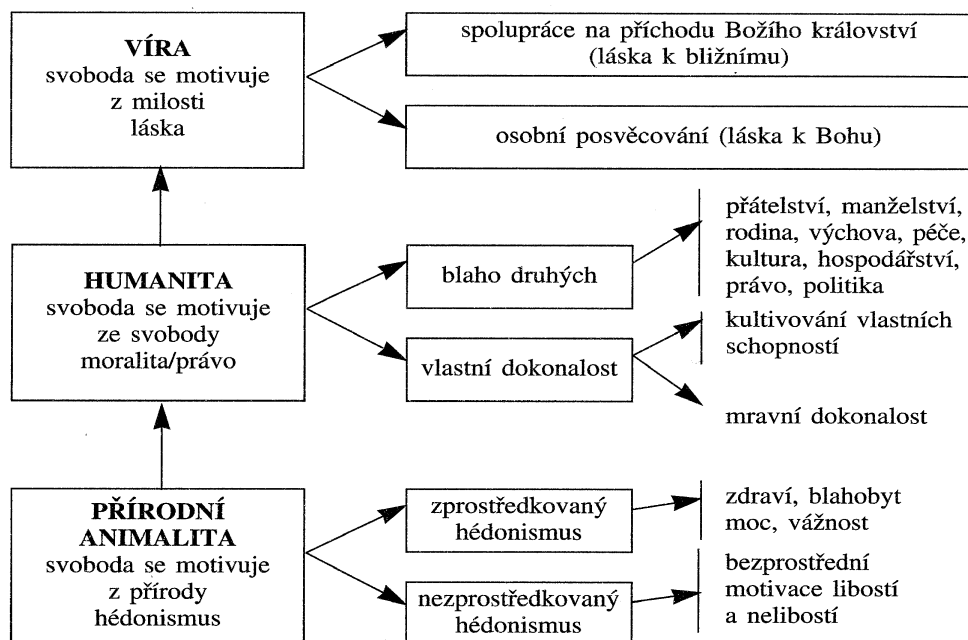 VÍRA
svoboda se motivuje
z milosti
láska
spolupráce na příchodu Božího království
(láska k bližnímu)
osobní posvěcování (láska k Bohu)
HUMANITA
svoboda se motivuje
ze svobody
moralita/právo
blaho druhých
přátelství, manželství,
rodina, výchova, péče,
kultura, hospodářství,
právo, politika
vlastní dokonalost
kultivování vlastních
schopností
mravní dokonalost
PŘÍRODNÍ
ANIMALITA
svoboda se motivuje
z přírody
hédonismus
zprostředkovaný
hédonismus
zdraví, blahobyt
moc, vážnost
nezprostředkovaný
hédonismus
bezprostřední
motivace libostí
a nelibostí